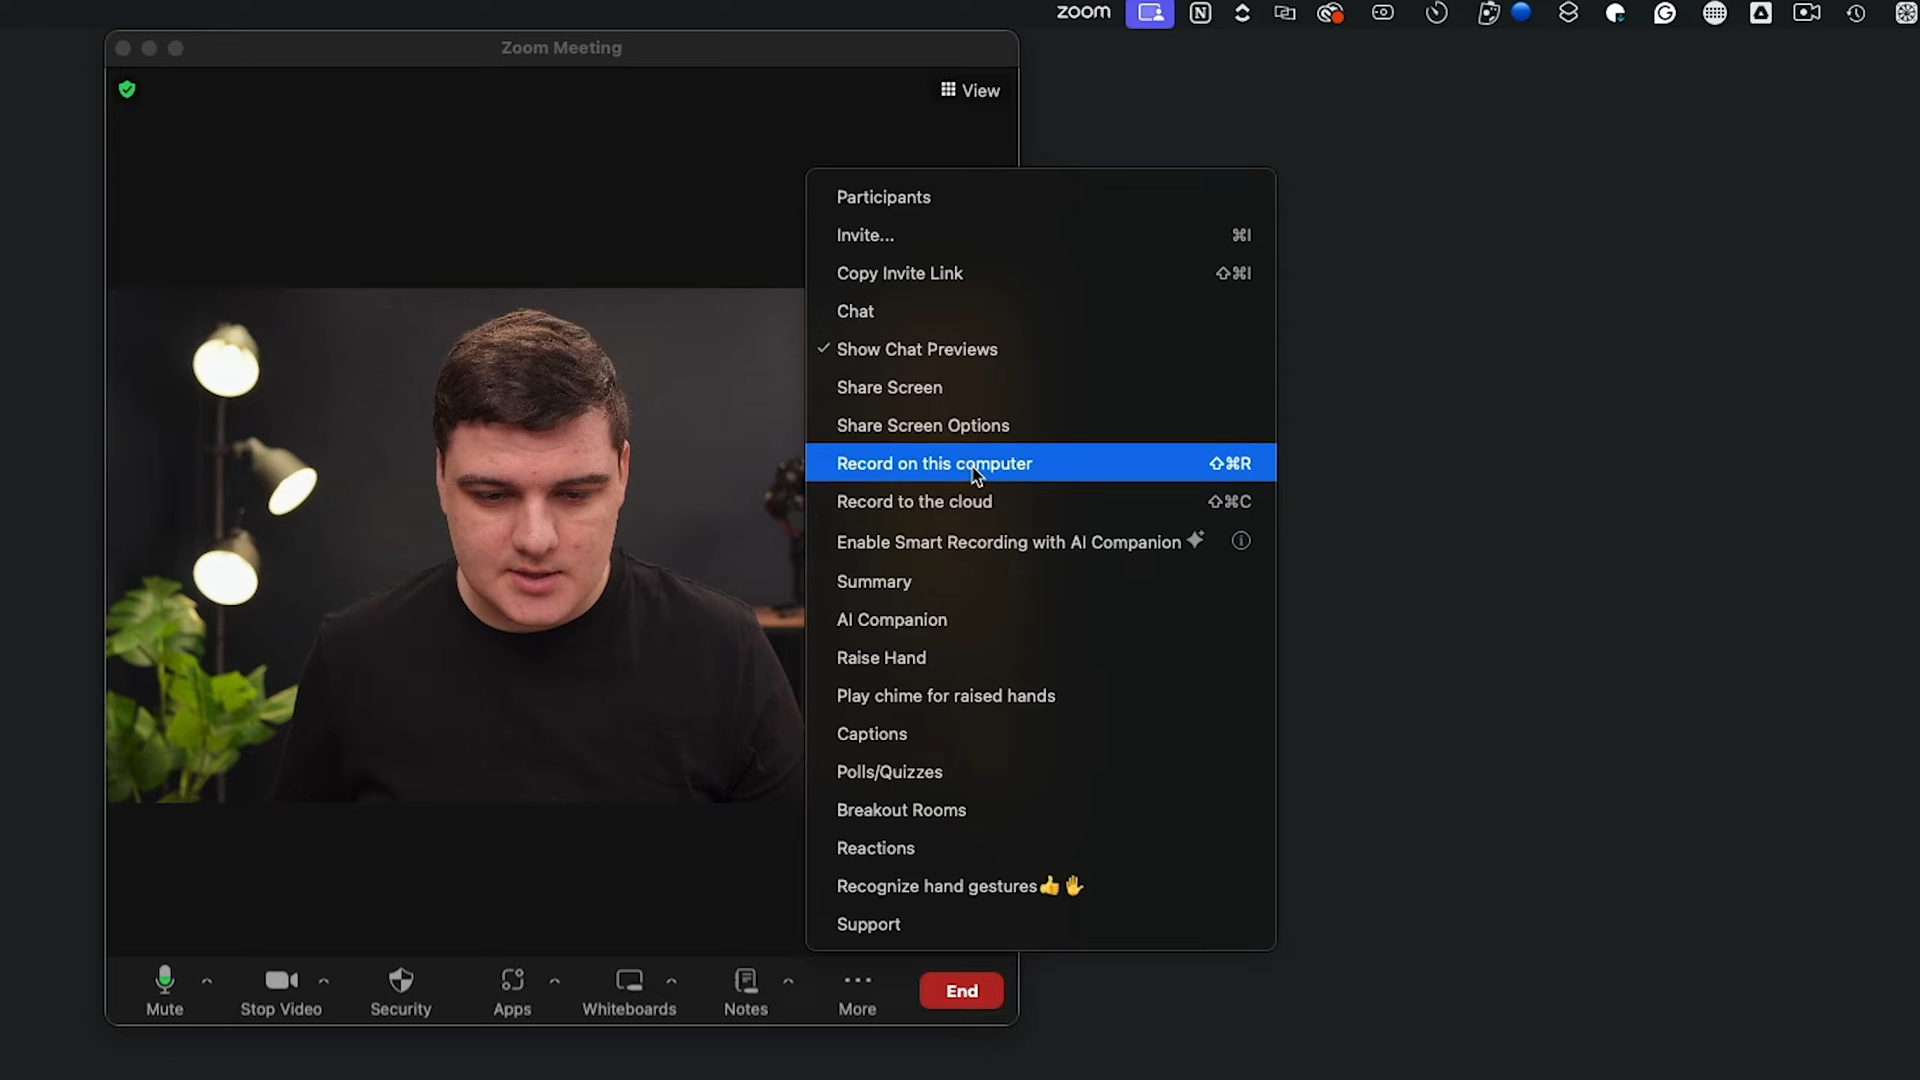 zoom
Zoom Meeting
View
Participants
Invite... ⌘I
Copy Invite Link ⇧⌘I
Chat
✓ Show Chat Previews
Share Screen
Share Screen Options
Record on this computer ⇧⌘R
Record to the cloud ⇧⌘C
Enable Smart Recording with AI Companion
Summary
AI Companion
Raise Hand
Play chime for raised hands
Captions
Polls/Quizzes
Breakout Rooms
Reactions
Recognize hand gestures👍✋
Support
Mute Stop Video Security Apps Whiteboards Notes More End